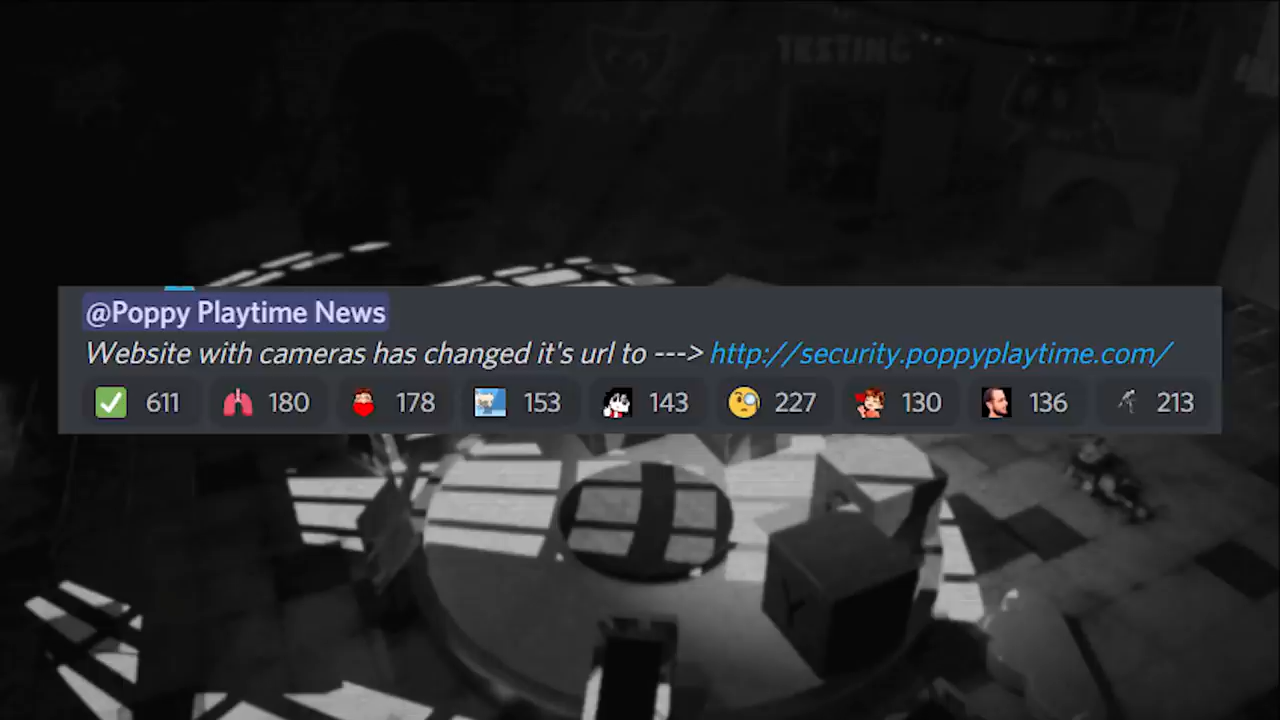 TESTING
@Poppy Playtime News
Website with cameras has changed it's url to ---> http://security.poppyplaytime.com/
611 180 178 153 143 227 130 136 213
Y